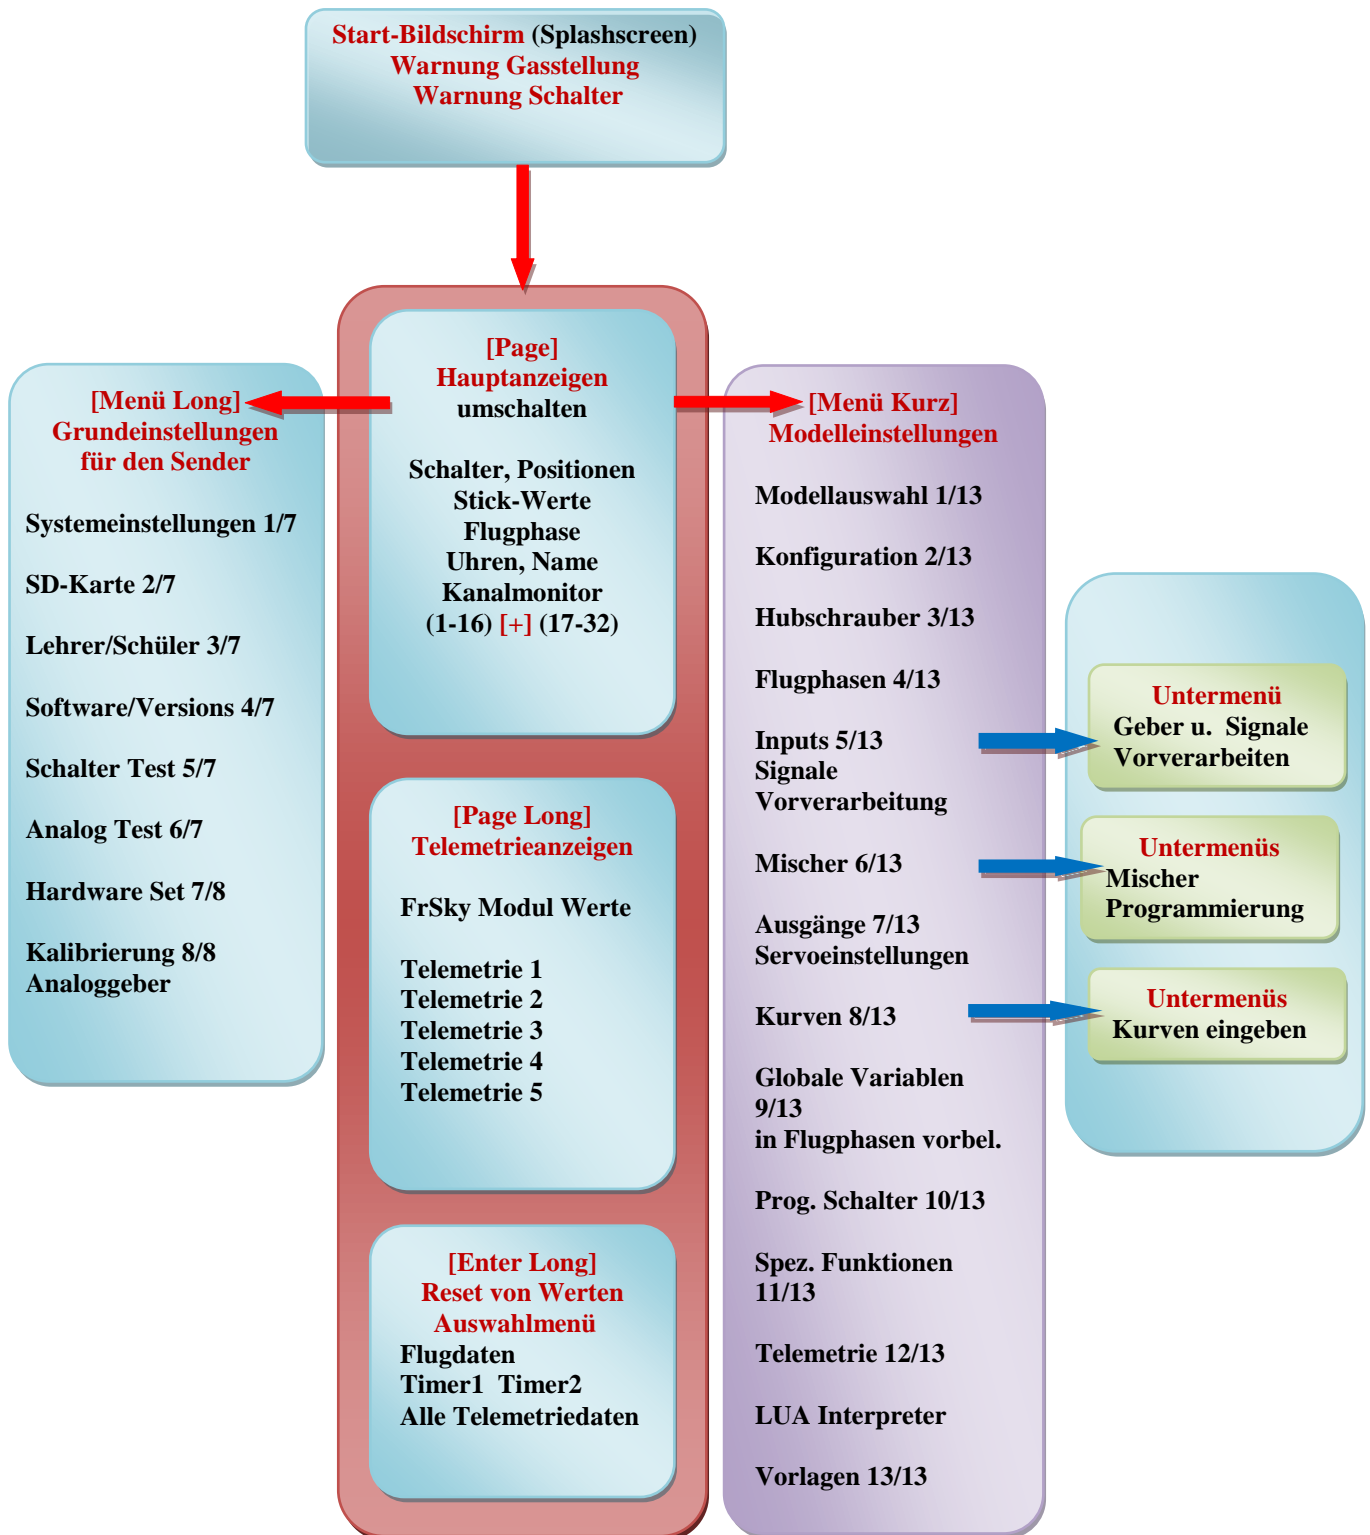 Start-Bildschirm (Splashscreen)
Warnung Gasstellung
Warnung Schalter
[Menü Long]
Grundeinstellungen
für den Sender
Systemeinstellungen 1/7
SD-Karte 2/7
Lehrer/Schüler 3/7
Software/Versions 4/7
Schalter Test 5/7
Analog Test 6/7
Hardware Set 7/8
Kalibrierung 8/8
Analoggeber
[Page]
Hauptanzeigen
umschalten
Schalter, Positionen
Stick-Werte
Flugphase
Uhren, Name
Kanalmonitor
(1-16) [+] (17-32)
[Page Long]
Telemetrieanzeigen
FrSky Modul Werte
Telemetrie 1
Telemetrie 2
Telemetrie 3
Telemetrie 4
Telemetrie 5
[Enter Long]
Reset von Werten
Auswahlmenü
Flugdaten
Timer1  Timer2
Alle Telemetriedaten
[Menü Kurz]
Modelleinstellungen
Modellauswahl 1/13
Konfiguration 2/13
Hubschrauber 3/13
Flugphasen 4/13
Inputs 5/13
Signale
Vorverarbeitung
Mischer 6/13
Ausgänge 7/13
Servoeinstellungen
Kurven 8/13
Globale Variablen
9/13
in Flugphasen vorbel.
Prog. Schalter 10/13
Spez. Funktionen
11/13
Telemetrie 12/13
LUA Interpreter
Vorlagen 13/13
Untermenü
Geber u.  Signale
Vorverarbeiten
Untermenüs
Mischer
Programmierung
Untermenüs
Kurven eingeben